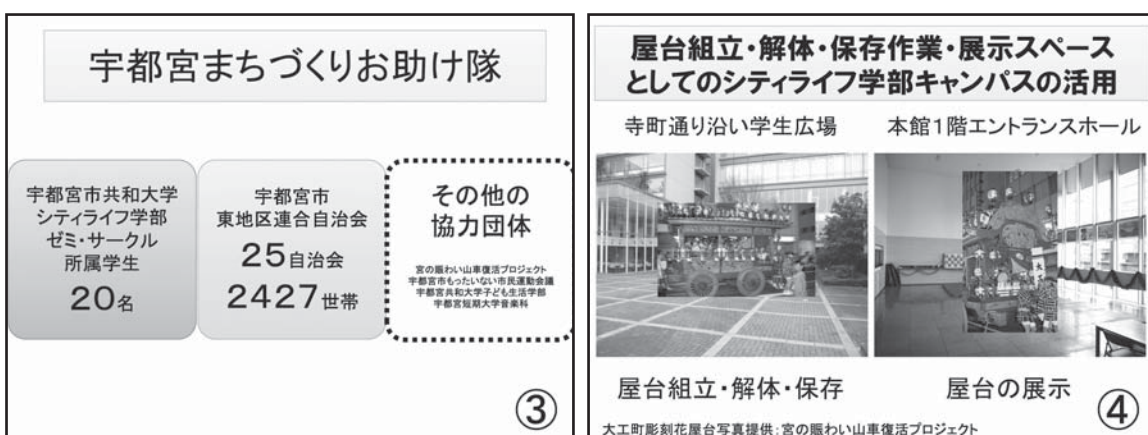 宇都宮まちづくりお助け隊
宇都宮市共和大学
シティライフ学部
ゼミ・サークル
所属学生
20名
宇都宮市
東地区連合自治会
25自治会
2427世帯
その他の
協力団体
宮の賑わい山車復活プロジェクト
宇都宮市もったいない市民運動会議
宇都宮共和大学子ども生活学部
宇都宮短期大学音楽科
③
屋台組立・解体・保存作業・展示スペース
としてのシティライフ学部キャンパスの活用
寺町通り沿い学生広場
本館1階エントランスホール
屋台組立・解体・保存
屋台の展示
大工町彫刻花屋台写真提供:宮の賑わい山車復活プロジェクト
④